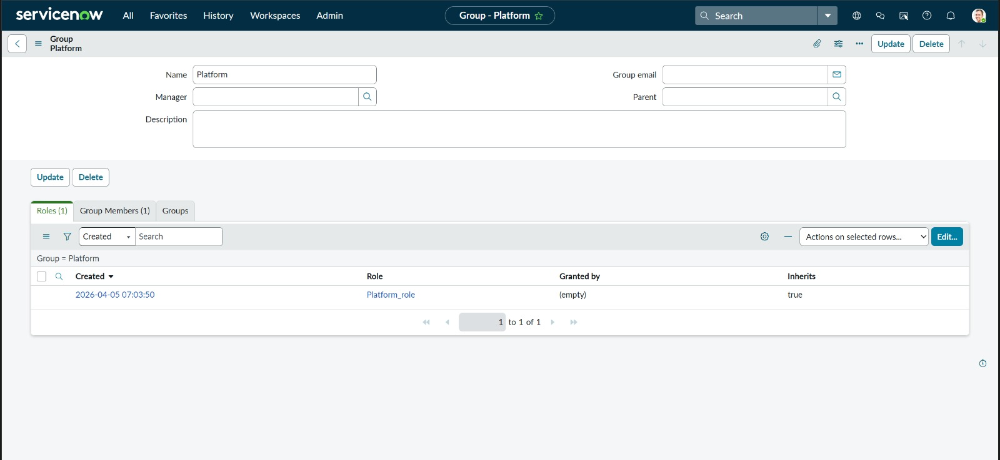 servicenow All Favorites History Workspaces Admin Group - Platform Search
Group
Platform
Update Delete
Name Platform Group email
Manager Parent
Description
Update Delete
Roles (1) Group Members (1) Groups
Created Search Actions on selected rows... Edit...
Group = Platform
Created Role Granted by Inherits
2026-04-05 07:03:50 Platform_role (empty) true
1 to 1 of 1